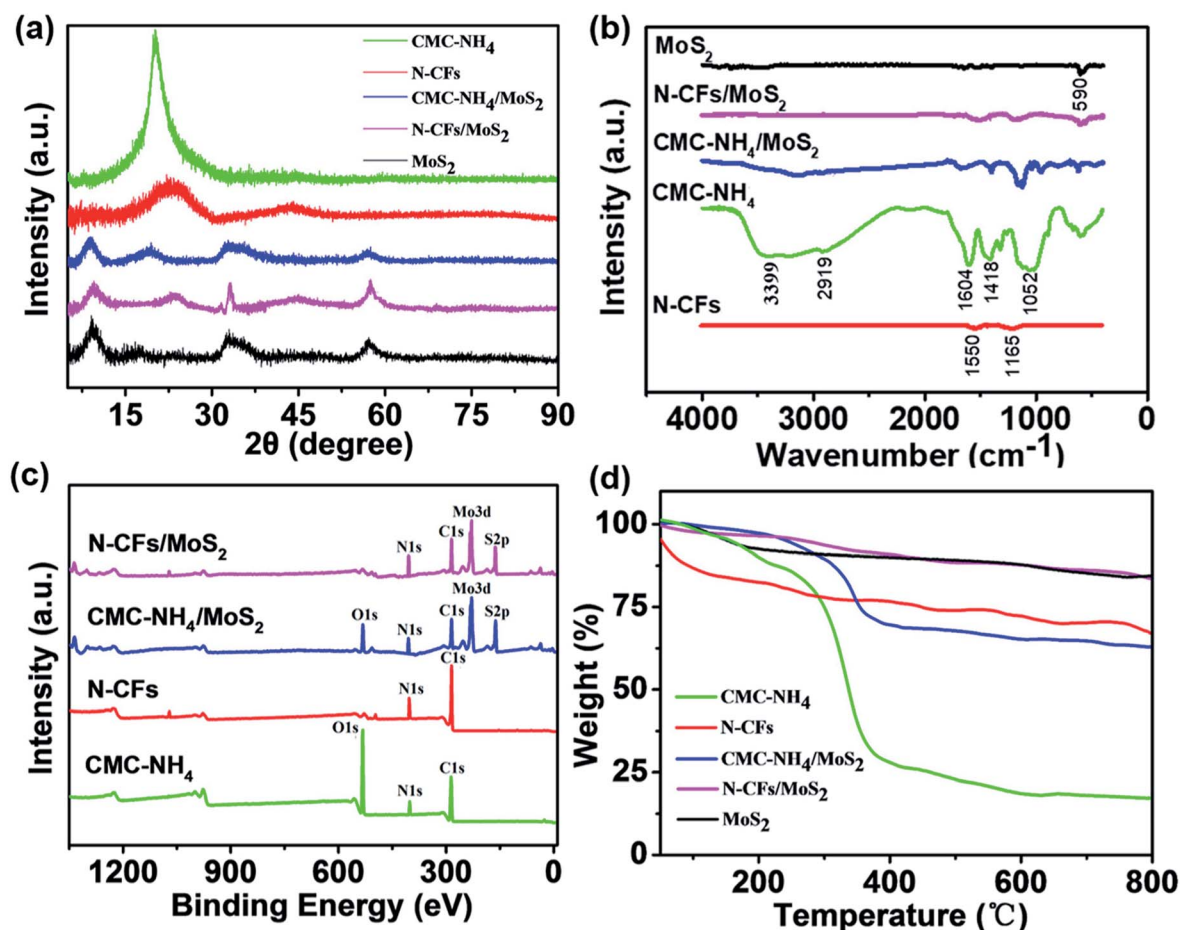 (a)
CMC-NH₄
N-CFs
CMC-NH₄/MoS₂
N-CFs/MoS₂
MoS₂
Intensity (a.u.)
15 30 45 60 75 90
2θ (degree)
(b)
MoS₂
N-CFs/MoS₂
CMC-NH₄/MoS₂
CMC-NH₄
N-CFs
590
3399
2919
1604
1418
1052
1550
1165
Intensity (a.u.)
4000 3000 2000 1000 0
Wavenumber (cm⁻¹)
(c)
N-CFs/MoS₂
N1s
C1s
Mo3d
S2p
CMC-NH₄/MoS₂
O1s
N1s
C1s
Mo3d
S2p
N-CFs
N1s
C1s
CMC-NH₄
O1s
N1s
C1s
Intensity (a.u.)
1200 900 600 300 0
Binding Energy (eV)
(d)
100
75
50
25
0
Weight (%)
CMC-NH₄
N-CFs
CMC-NH₄/MoS₂
N-CFs/MoS₂
MoS₂
200 400 600 800
Temperature (℃)